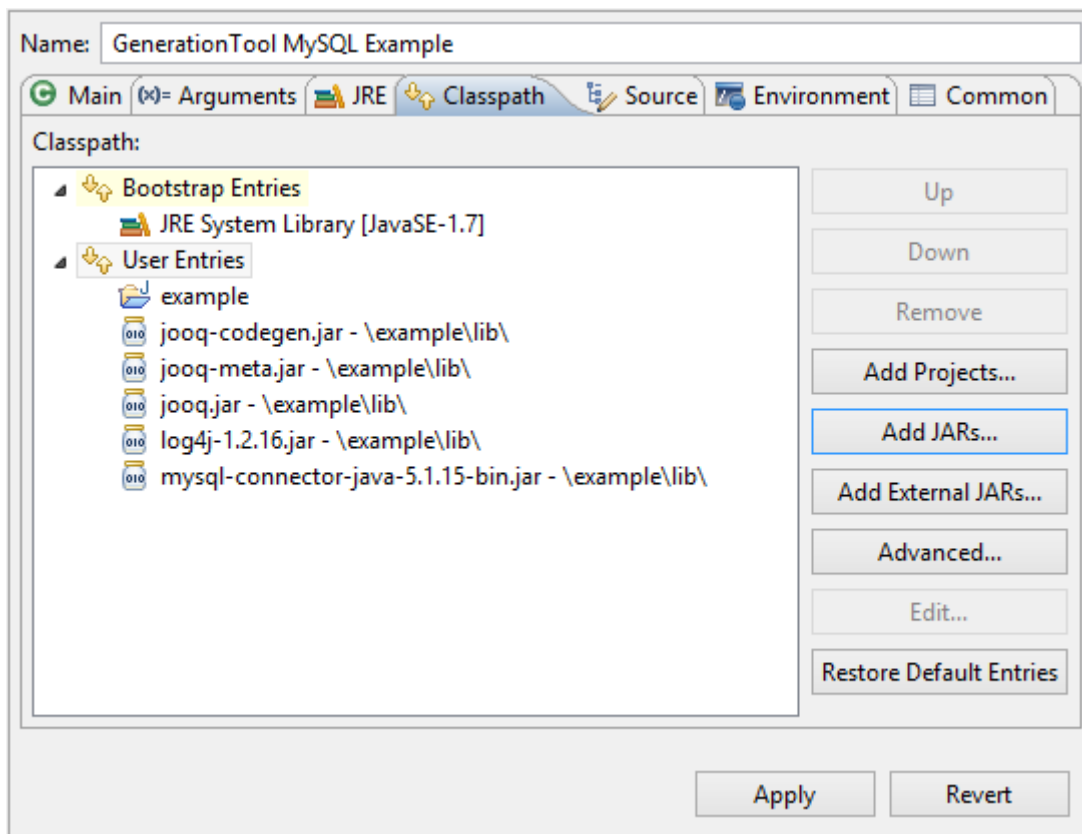 Name: GenerationTool MySQL Example
Main (x)= Arguments JRE Classpath Source Environment Common
Classpath:
Bootstrap Entries
JRE System Library [JavaSE-1.7]
User Entries
example
jooq-codegen.jar - \example\lib\
jooq-meta.jar - \example\lib\
jooq.jar - \example\lib\
log4j-1.2.16.jar - \example\lib\
mysql-connector-java-5.1.15-bin.jar - \example\lib\
Up
Down
Remove
Add Projects...
Add JARs...
Add External JARs...
Advanced...
Edit...
Restore Default Entries
Apply Revert